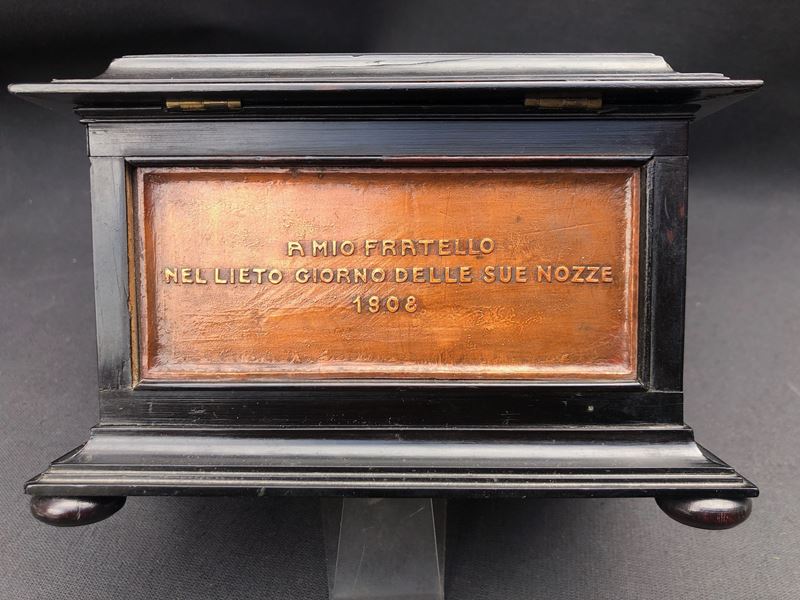 A MIO FRATELLO
NEL LIETO GIORNO DELLE SUE NOZZE
1908